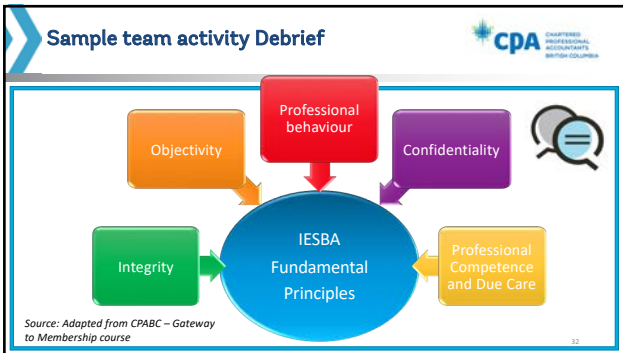 Sample team activity Debrief
CPA
CHARTERED
PROFESSIONAL
ACCOUNTANTS
BRITISH COLUMBIA
Professional
behaviour
Objectivity
Confidentiality
Integrity
IESBA
Fundamental
Principles
Professional
Competence
and Due Care
Source: Adapted from CPABC – Gateway
to Membership course
32